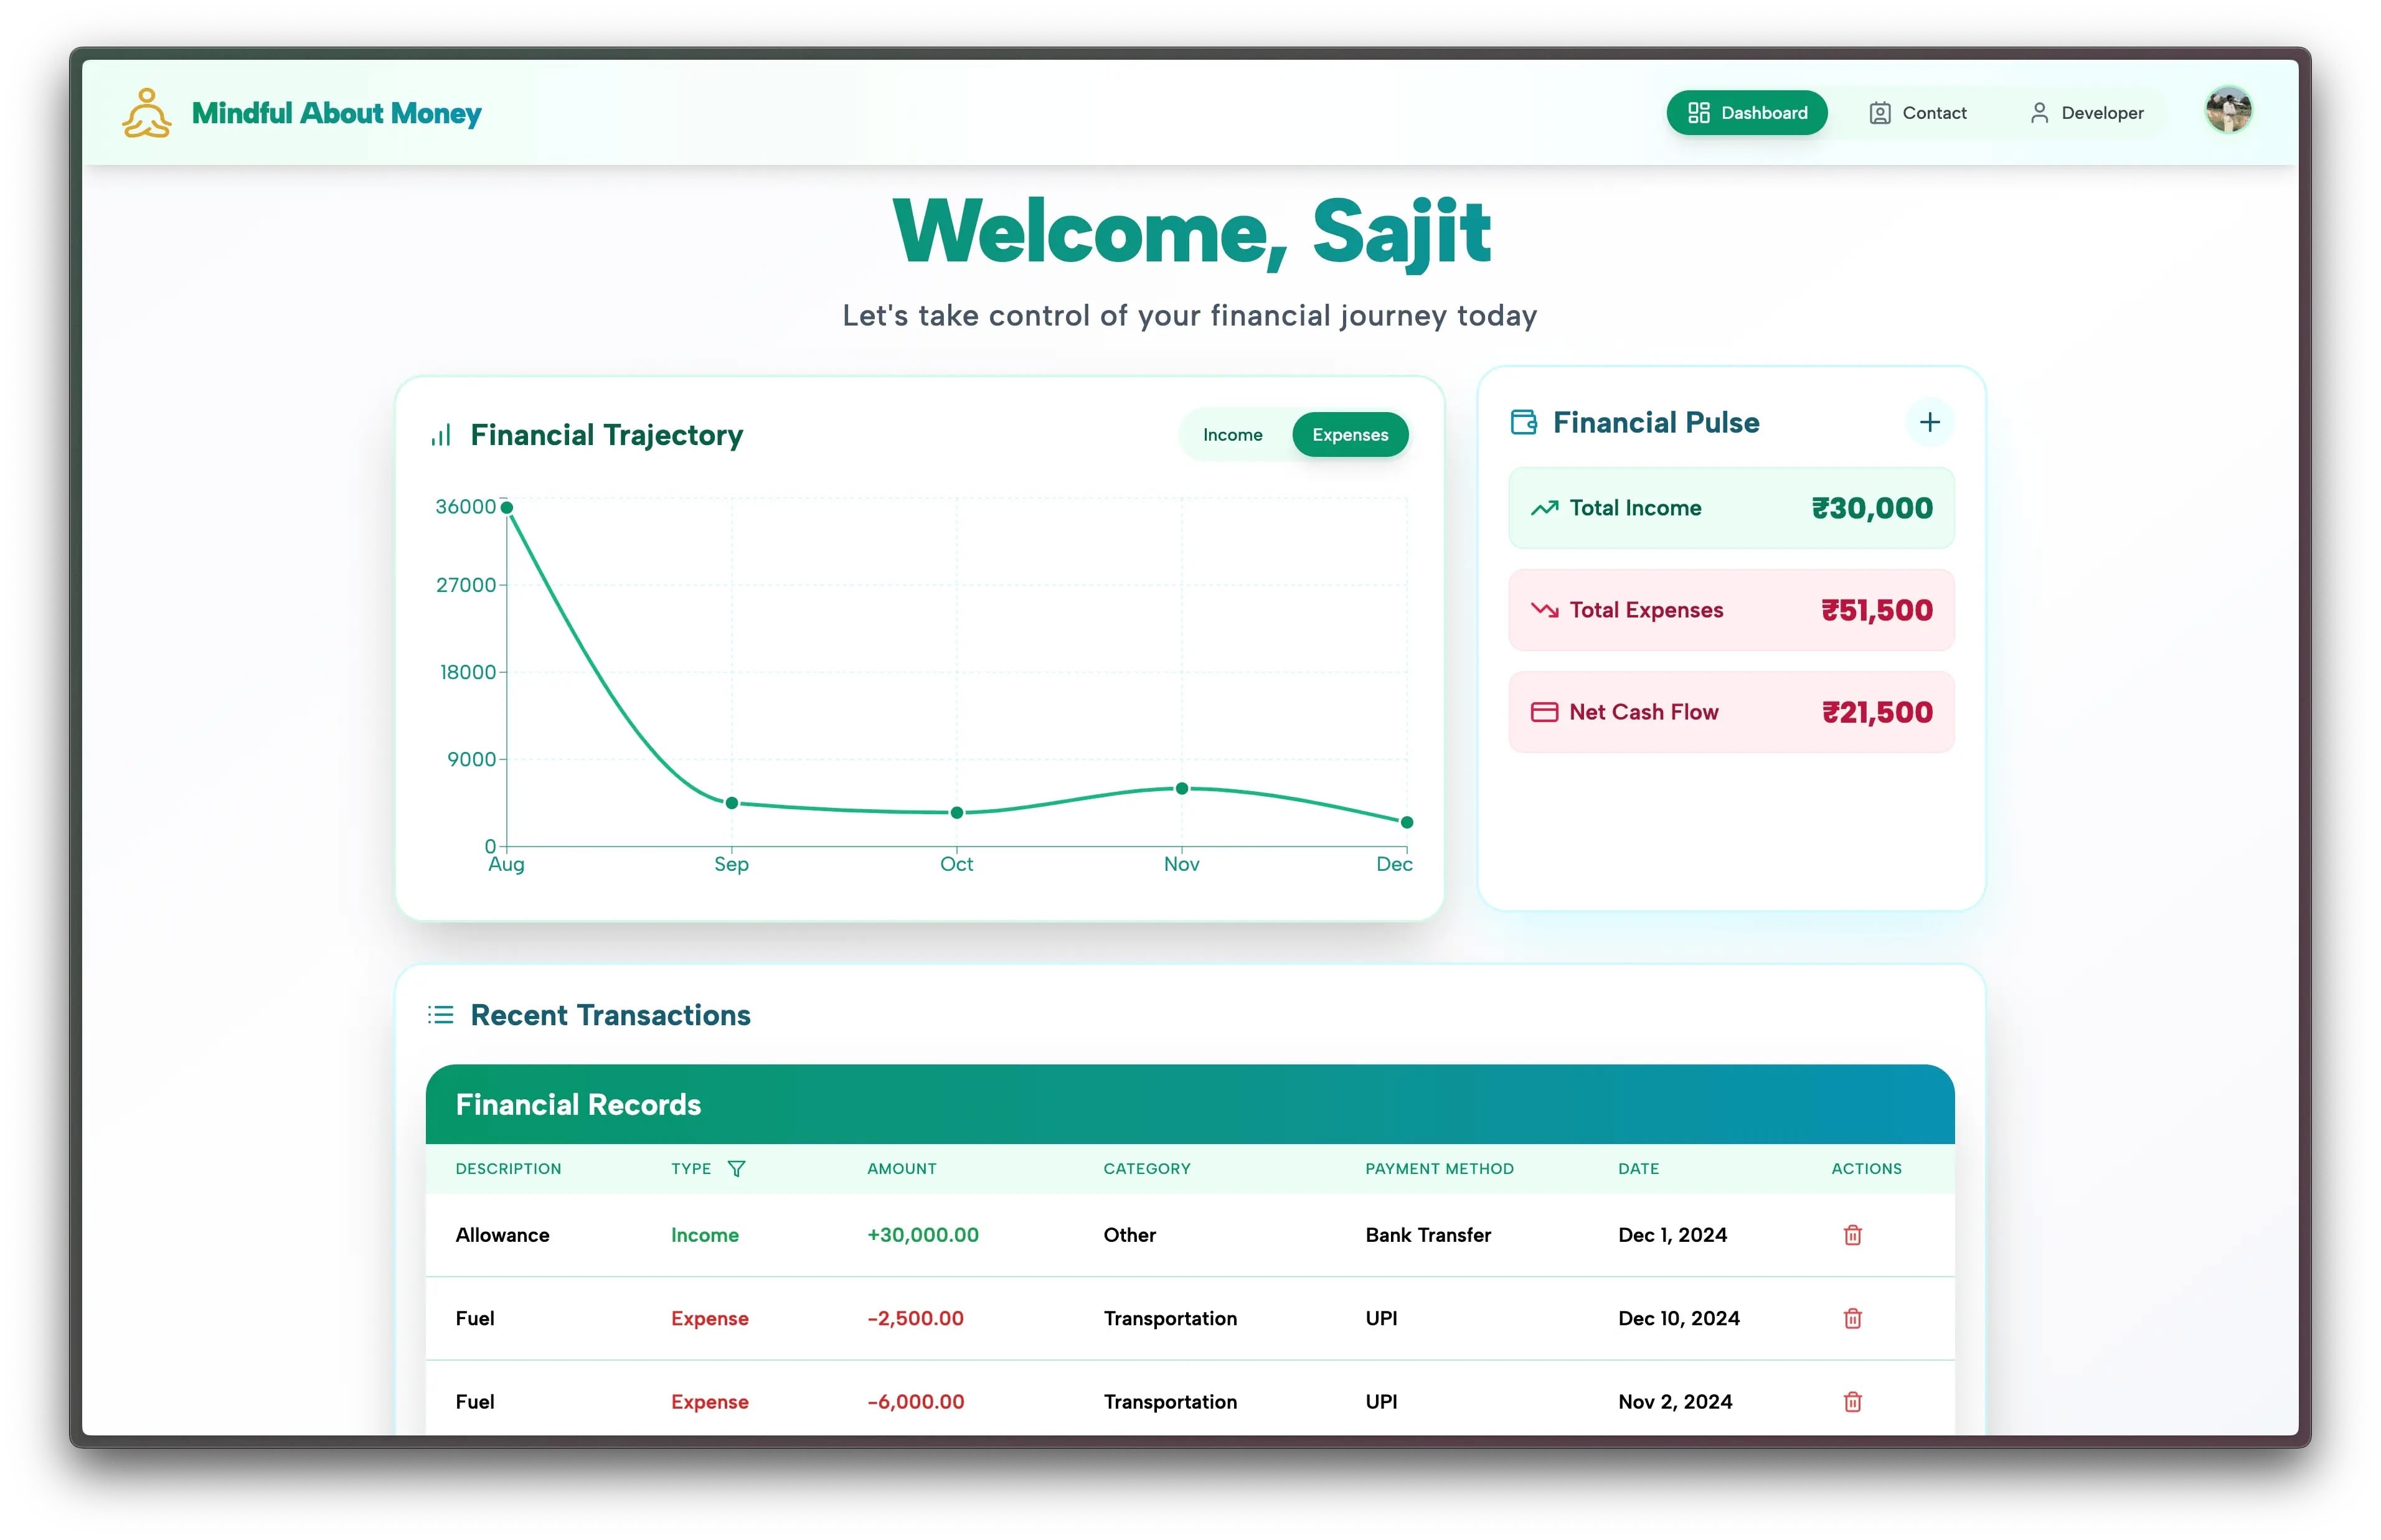 Mindful About Money
Dashboard
Contact
Developer
Welcome, Sajit
Let's take control of your financial journey today
Financial Trajectory
Income
Expenses
36000
27000
18000
9000
0
Aug
Sep
Oct
Nov
Dec
Financial Pulse
+
Total Income ₹30,000
Total Expenses ₹51,500
Net Cash Flow ₹21,500
Recent Transactions
Financial Records
DESCRIPTION TYPE AMOUNT CATEGORY PAYMENT METHOD DATE ACTIONS
Allowance Income +30,000.00 Other Bank Transfer Dec 1, 2024
Fuel Expense -2,500.00 Transportation UPI Dec 10, 2024
Fuel Expense -6,000.00 Transportation UPI Nov 2, 2024